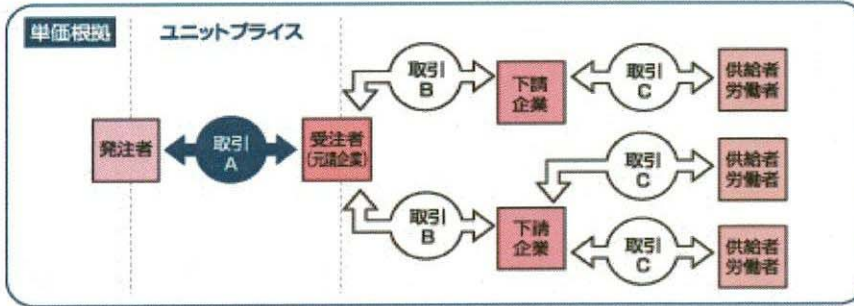 単価根拠
ユニットプライス
発注者
取引
A
受注者
(元請企業)
取引
B
下請
企業
取引
C
供給者
労働者
取引
C
供給者
労働者
取引
B
下請
企業
取引
C
供給者
労働者